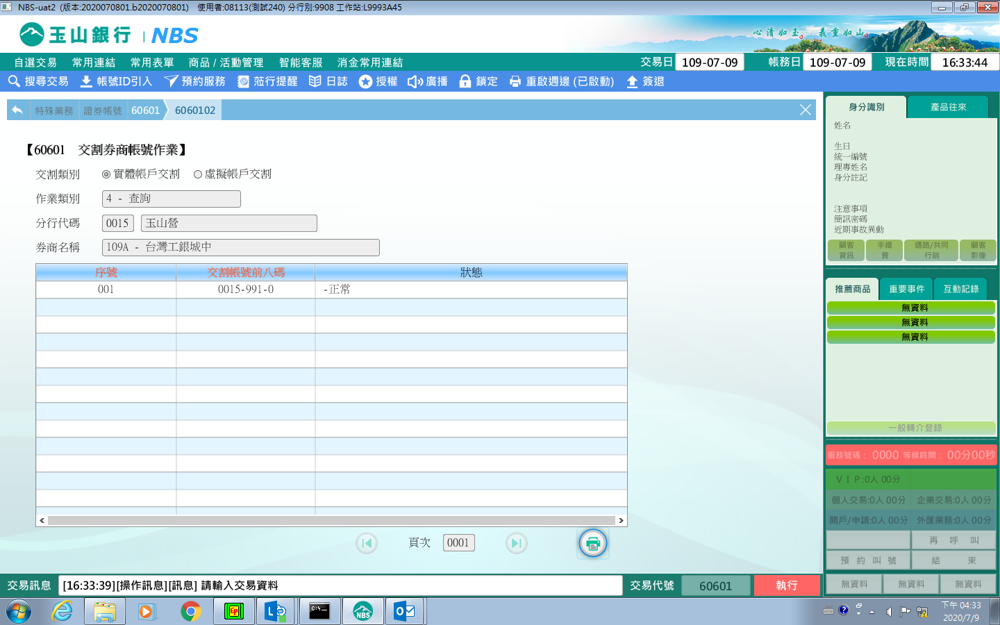 NBS-uat2 (版本:2020070801.b2020070801) 使用者:08113(測試240) 分行別:9908 工作站:L9993A45
玉山銀行 | NBS
心清如玉。 義重如山。
自選交易 常用連結 常用表單 商品 / 活動管理 智能客服 消金常用連結 交易日 109-07-09 帳務日 109-07-09 現在時間 16:33:44
搜尋交易 帳號ID引入 預約服務 蒞行提醒 日誌 授權 廣播 鎖定 重啟週邊 (已啟動) 簽退
特殊業務 證券帳號 60601 6060102
【60601 交割券商帳號作業】
交割類別 實體帳戶交割 虛擬帳戶交割
作業類別 4 - 查詢
分行代碼 0015 玉山營
券商名稱 109A - 台灣工銀城中
序號 交割帳號前八碼 狀態
001 0015-991-0 -正常
頁次 0001
交易訊息 [16:33:39][操作訊息][訊息] 請輸入交易資料 交易代號 60601 執行
身分識別 產品往來
姓名
生日
統一編號
理專姓名
身分註記
注意事項
簡訊密碼
近期事故異動
顧客資訊 手續費 通路/共同行銷 顧客影像
推薦商品 重要事件 互動記錄
無資料
無資料
無資料
一般轉介登錄
服務號碼： 0000 等候時間： 00分00秒
ＶＩＰ:0人 00分
個人交易:0人 00分 企業交易:0人 00分
開戶/申請:0人 00分 外匯業務:0人 00分
再 呼 叫
預 約 叫 號 結 束
無資料 無資料 無資料
Ep L C:\ NBS O
下午 04:33
2020/7/9